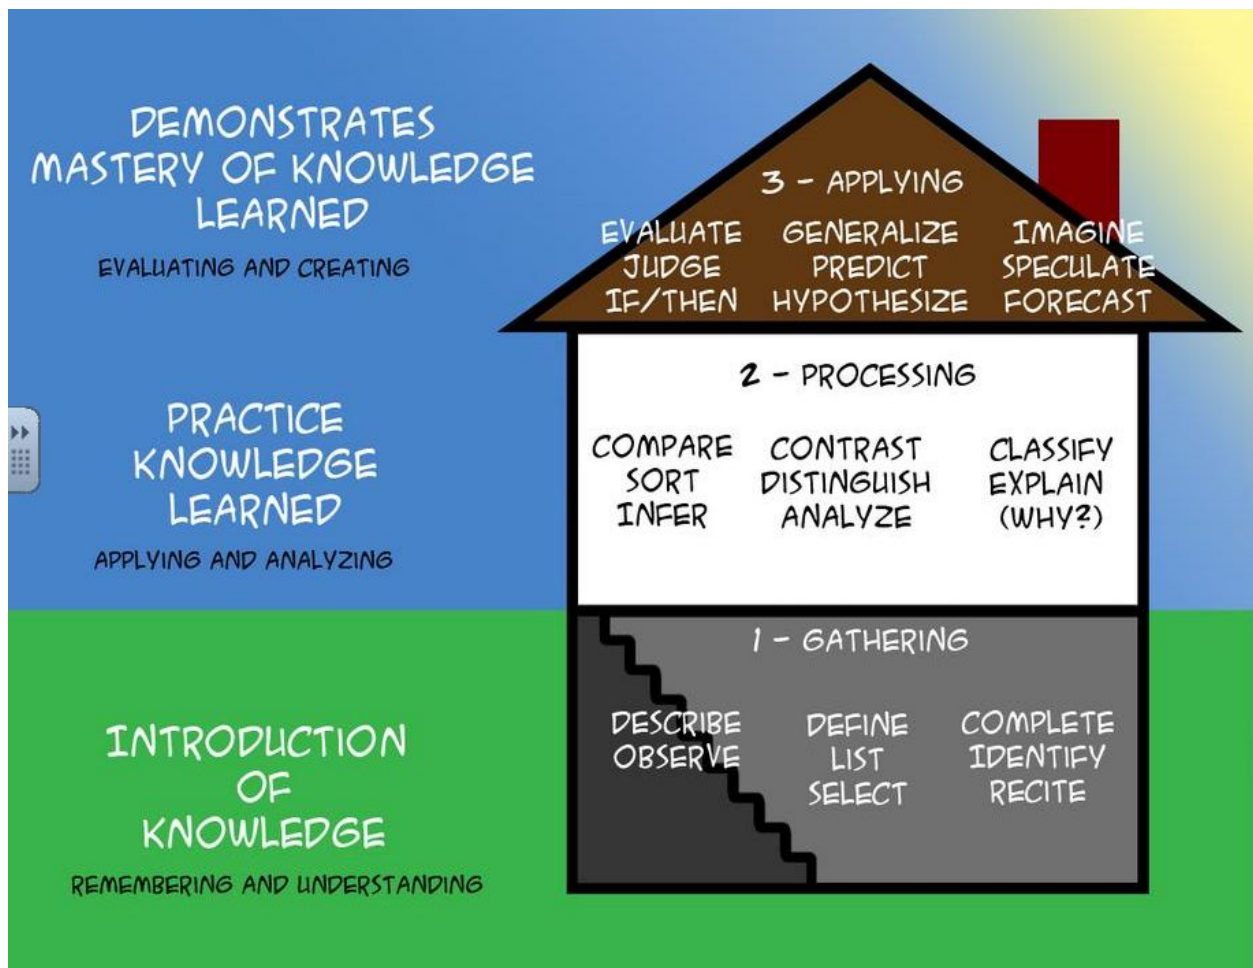 DEMONSTRATES
MASTERY OF KNOWLEDGE
LEARNED
EVALUATING AND CREATING
3 - APPLYING
EVALUATE
JUDGE
IF/THEN
GENERALIZE
PREDICT
HYPOTHESIZE
IMAGINE
SPECULATE
FORECAST
PRACTICE
KNOWLEDGE
LEARNED
APPLYING AND ANALYZING
2 - PROCESSING
COMPARE
SORT
INFER
CONTRAST
DISTINGUISH
ANALYZE
CLASSIFY
EXPLAIN
(WHY?)
INTRODUCTION
OF
KNOWLEDGE
REMEMBERING AND UNDERSTANDING
1 - GATHERING
DESCRIBE
OBSERVE
DEFINE
LIST
SELECT
COMPLETE
IDENTIFY
RECITE